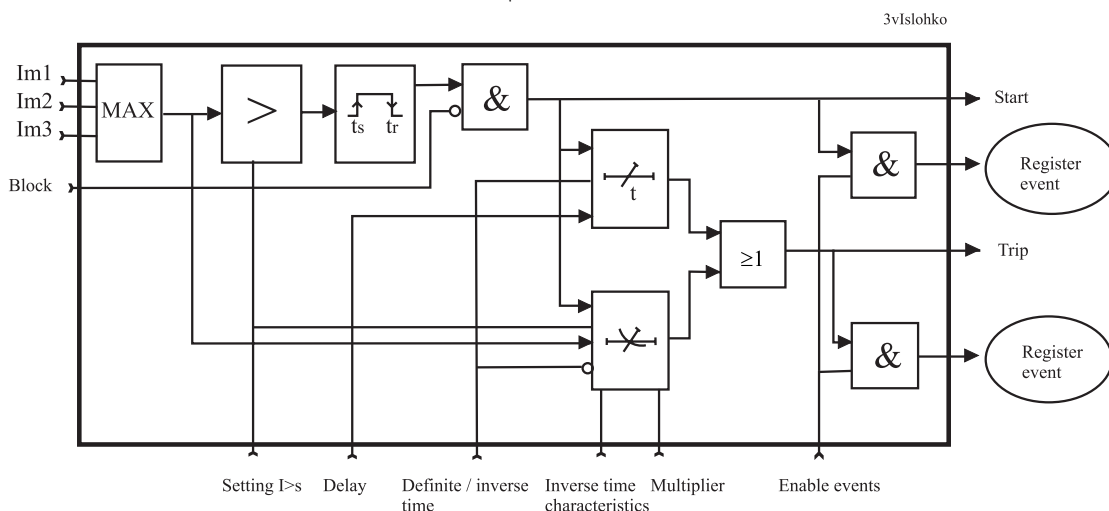 3vIslohko
Im1
Im2
Im3
MAX
>
ts tr
&
Start
Block
t
&
Register
event
≥1
Trip
&
Register
event
Setting I>s
Delay
Definite / inverse
time
Inverse time
characteristics
Multiplier
Enable events